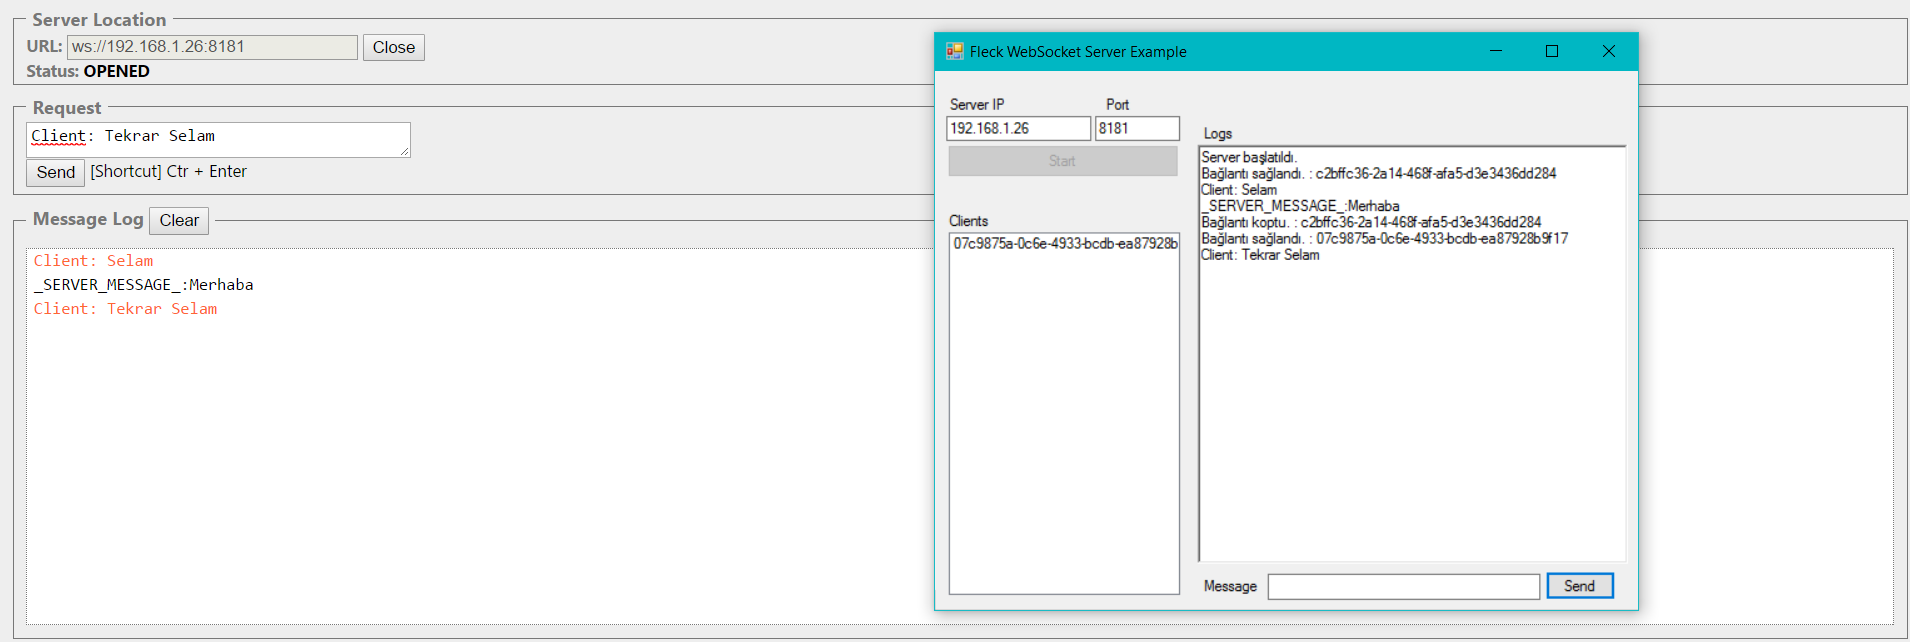 Server Location
URL: ws://192.168.1.26:8181 Close
Status: OPENED
Request
Client: Tekrar Selam
Send [Shortcut] Ctr + Enter
Message Log Clear
Client: Selam
_SERVER_MESSAGE_:Merhaba
Client: Tekrar Selam
Fleck WebSocket Server Example
Server IP Port
192.168.1.26 8181
Start
Clients
07c9875a-0c6e-4933-bcdb-ea87928b
Logs
Server başlatıldı.
Bağlantı sağlandı. : c2bffc36-2a14-468f-afa5-d3e3436dd284
Client: Selam
_SERVER_MESSAGE_:Merhaba
Bağlantı koptu. : c2bffc36-2a14-468f-afa5-d3e3436dd284
Bağlantı sağlandı. : 07c9875a-0c6e-4933-bcdb-ea87928b9f17
Client: Tekrar Selam
Message Send